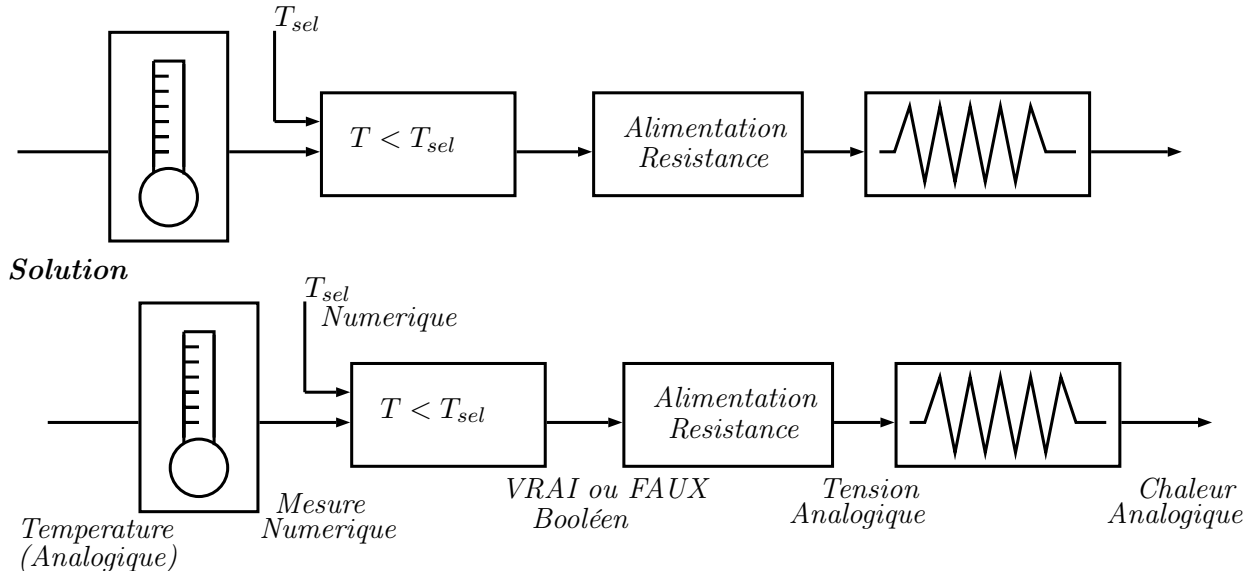 T_sel
T < T_sel
Alimentation
Resistance
Solution
T_sel
Numerique
T < T_sel
Alimentation
Resistance
Temperature
(Analogique)
Mesure
Numerique
VRAI ou FAUX
Booléen
Tension
Analogique
Chaleur
Analogique